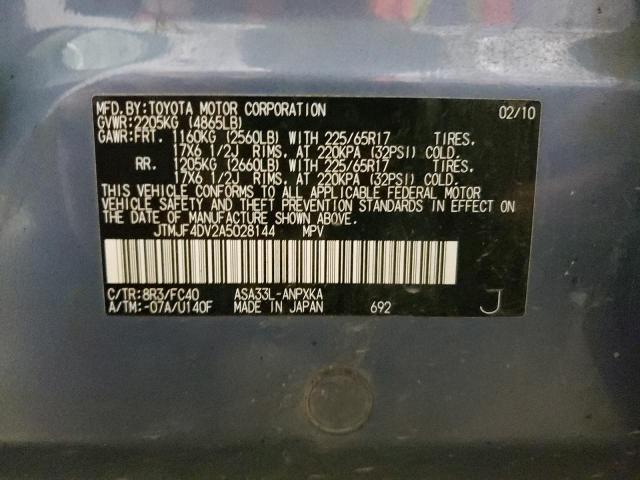 MFD.BY:TOYOTA MOTOR CORPORATION 02/10
GVWR:2205KG (4865LB)
GAWR:FRT. 1160KG (2560LB) WITH 225/65R17 TIRES,
17X6 1/2J RIMS, AT 220KPA (32PSI) COLD.
RR. 1205KG (2660LB) WITH 225/65R17 TIRES,
17X6 1/2J RIMS, AT 220KPA (32PSI) COLD.
THIS VEHICLE CONFORMS TO ALL APPLICABLE FEDERAL MOTOR
VEHICLE SAFETY AND THEFT PREVENTION STANDARDS IN EFFECT ON
THE DATE OF MANUFACTURE SHOWN ABOVE.
JTMJF4DV2A5028144 MPV
C/TR:8R3/FC40 ASA33L-ANPXKA
A/TM:-07A/U140F MADE IN JAPAN 692 J